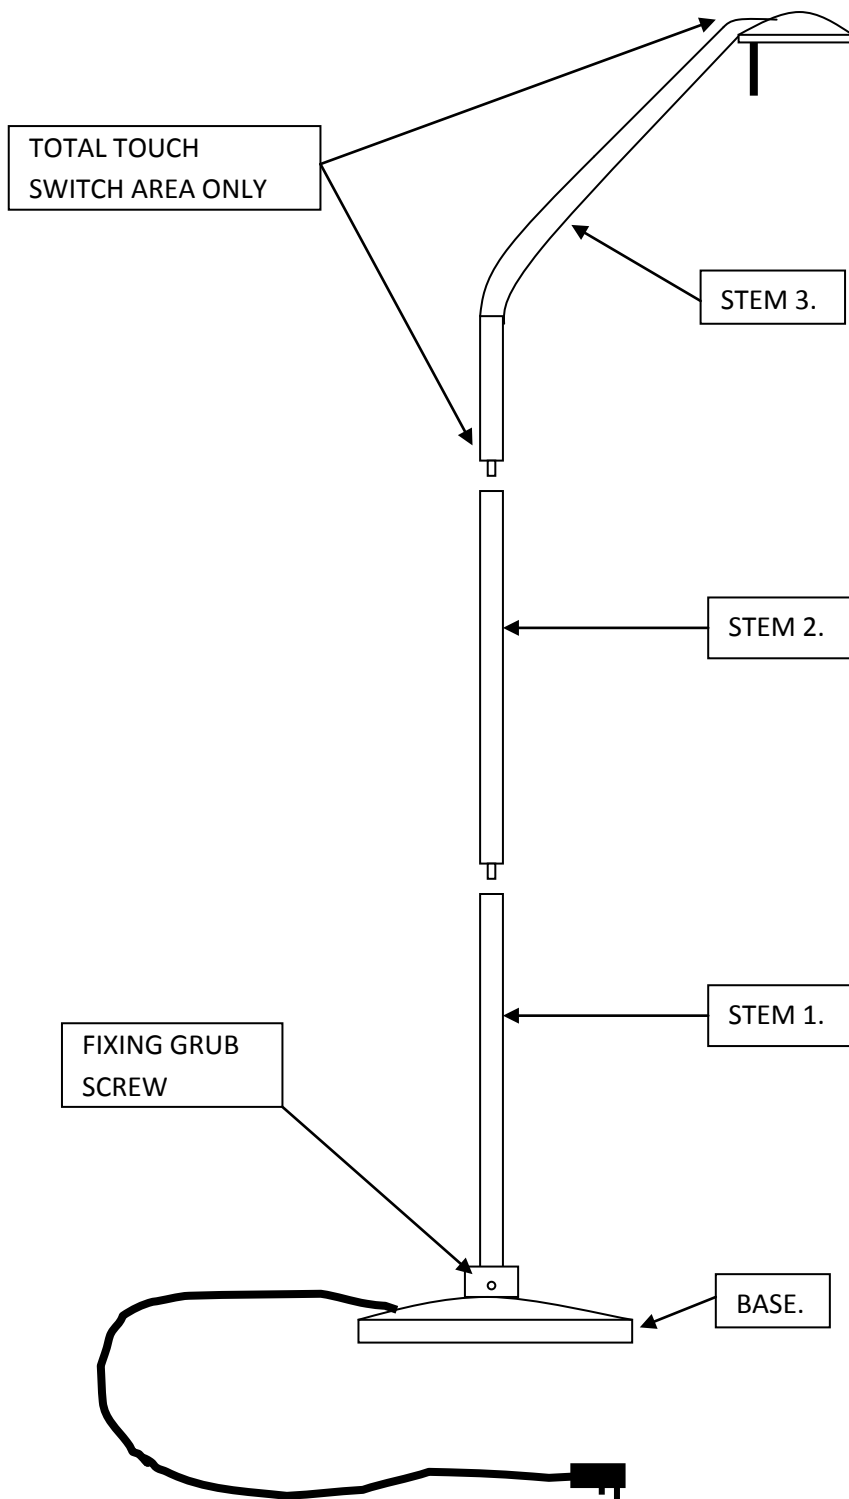 TOTAL TOUCH
SWITCH AREA ONLY
STEM 3.
STEM 2.
STEM 1.
FIXING GRUB
SCREW
BASE.